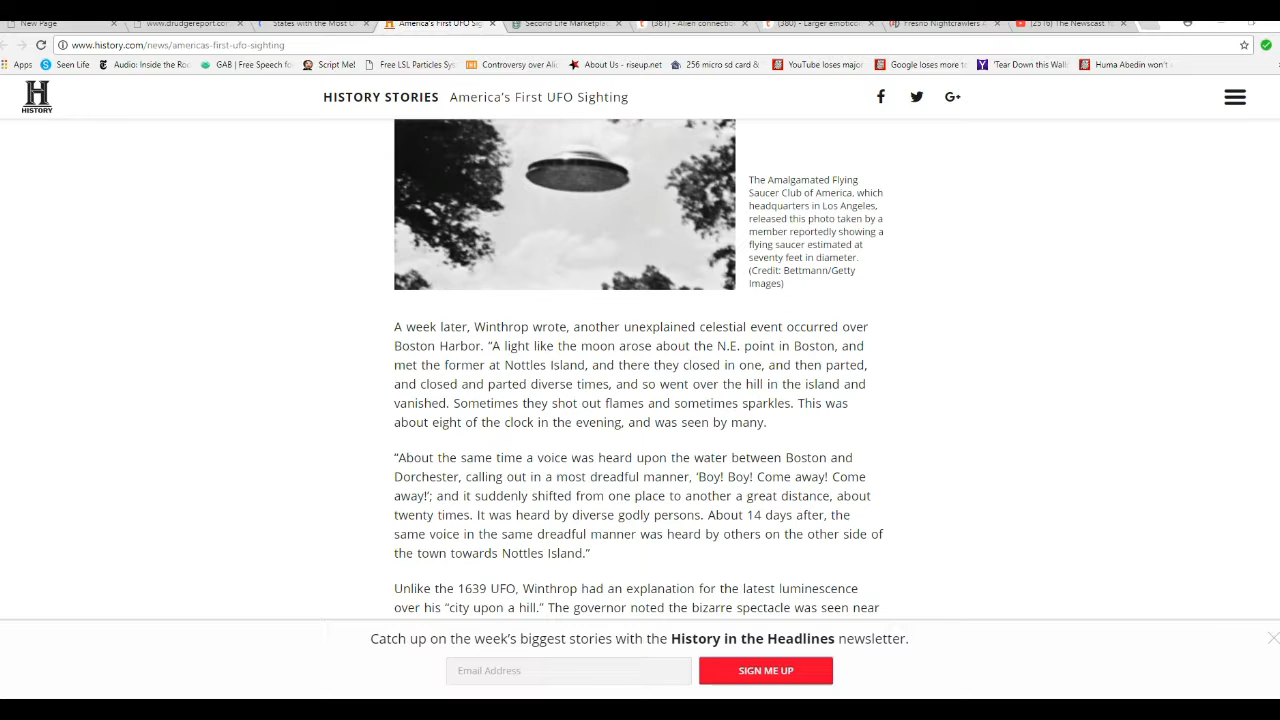 New Page
www.drudgereport.com
States with the Most U
America's First UFO Sig
Second Life Marketpla
(381) - Alien connectio
(380) - Larger emotico
Fresno Nightcrawlers A
(2516) The Newscast
www.history.com/news/americas-first-ufo-sighting
Apps
Seen Life
Audio: Inside the Ro
GAB | Free Speech fo
Script Me!
Free LSL Particles Sys
Controversy over Ali
About Us - riseup.net
256 micro sd card &
YouTube loses major
Google loses more t
'Tear Down this Wall
Huma Abedin won't
H
HISTORY
HISTORY STORIES America's First UFO Sighting
G+
The Amalgamated Flying
Saucer Club of America, which
headquarters in Los Angeles,
released this photo taken by a
member reportedly showing a
flying saucer estimated at
seventy feet in diameter.
(Credit: Bettmann/Getty
Images)
A week later, Winthrop wrote, another unexplained celestial event occurred over
Boston Harbor. “A light like the moon arose about the N.E. point in Boston, and
met the former at Nottles Island, and there they closed in one, and then parted,
and closed and parted diverse times, and so went over the hill in the island and
vanished. Sometimes they shot out flames and sometimes sparkles. This was
about eight of the clock in the evening, and was seen by many.
“About the same time a voice was heard upon the water between Boston and
Dorchester, calling out in a most dreadful manner, ‘Boy! Boy! Come away! Come
away!’; and it suddenly shifted from one place to another a great distance, about
twenty times. It was heard by diverse godly persons. About 14 days after, the
same voice in the same dreadful manner was heard by others on the other side of
the town towards Nottles Island.”
Unlike the 1639 UFO, Winthrop had an explanation for the latest luminescence
over his “city upon a hill.” The governor noted the bizarre spectacle was seen near
Catch up on the week's biggest stories with the History in the Headlines newsletter.
Email Address
SIGN ME UP